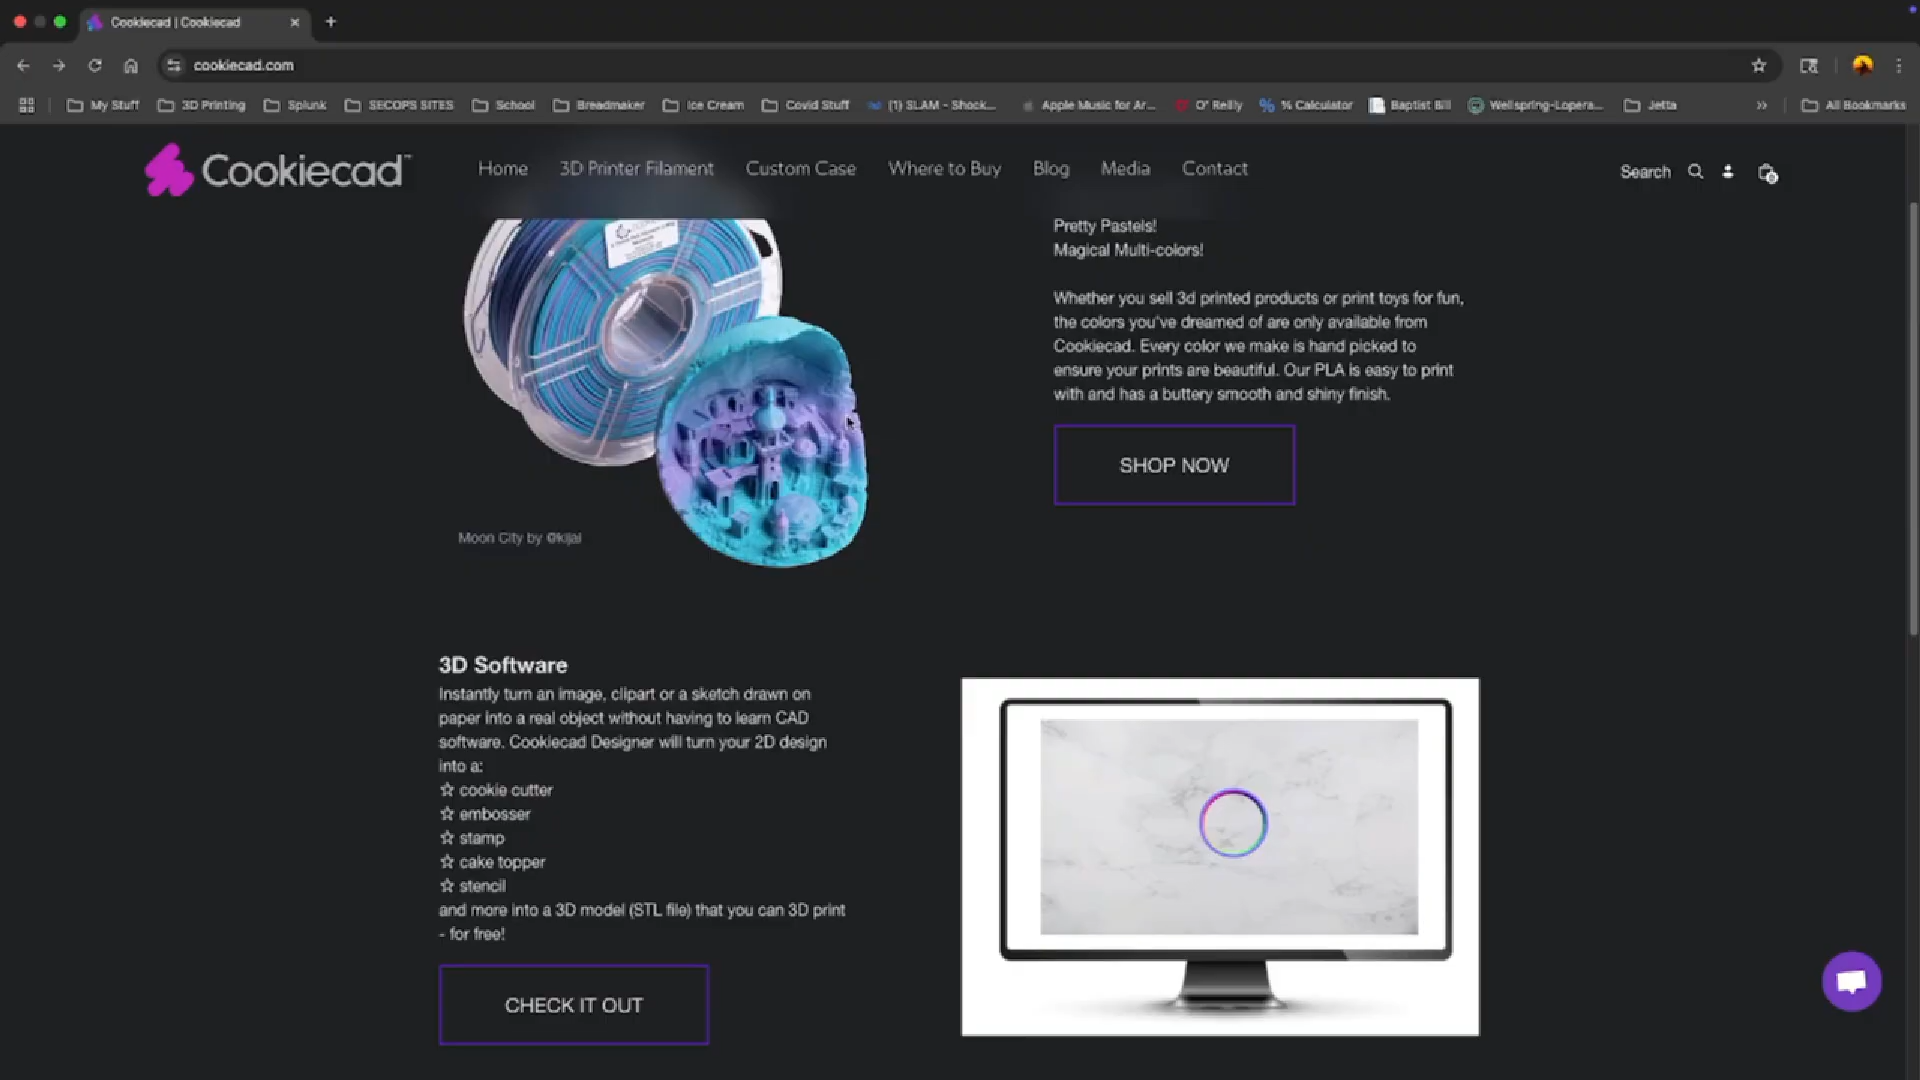 Cookiecad | Cookiecad
cookiecad.com
My Stuff
3D Printing
Splunk
SECOPS SITES
School
Breadmaker
Ice Cream
Covid Stuff
(1) SLAM - Shock...
Apple Music for Ar...
O' Reilly
% Calculator
Baptist Bill
Wellspring-Lopera...
Jetta
All Bookmarks
Cookiecad™
Home
3D Printer Filament
Custom Case
Where to Buy
Blog
Media
Contact
Search
0
Pretty Pastels!
Magical Multi-colors!
Whether you sell 3d printed products or print toys for fun,
the colors you've dreamed of are only available from
Cookiecad. Every color we make is hand picked to
ensure your prints are beautiful. Our PLA is easy to print
with and has a buttery smooth and shiny finish.
SHOP NOW
Moon City by @kijai
3D Software
Instantly turn an image, clipart or a sketch drawn on
paper into a real object without having to learn CAD
software. Cookiecad Designer will turn your 2D design
into a:
☆ cookie cutter
☆ embosser
☆ stamp
☆ cake topper
☆ stencil
and more into a 3D model (STL file) that you can 3D print
- for free!
CHECK IT OUT